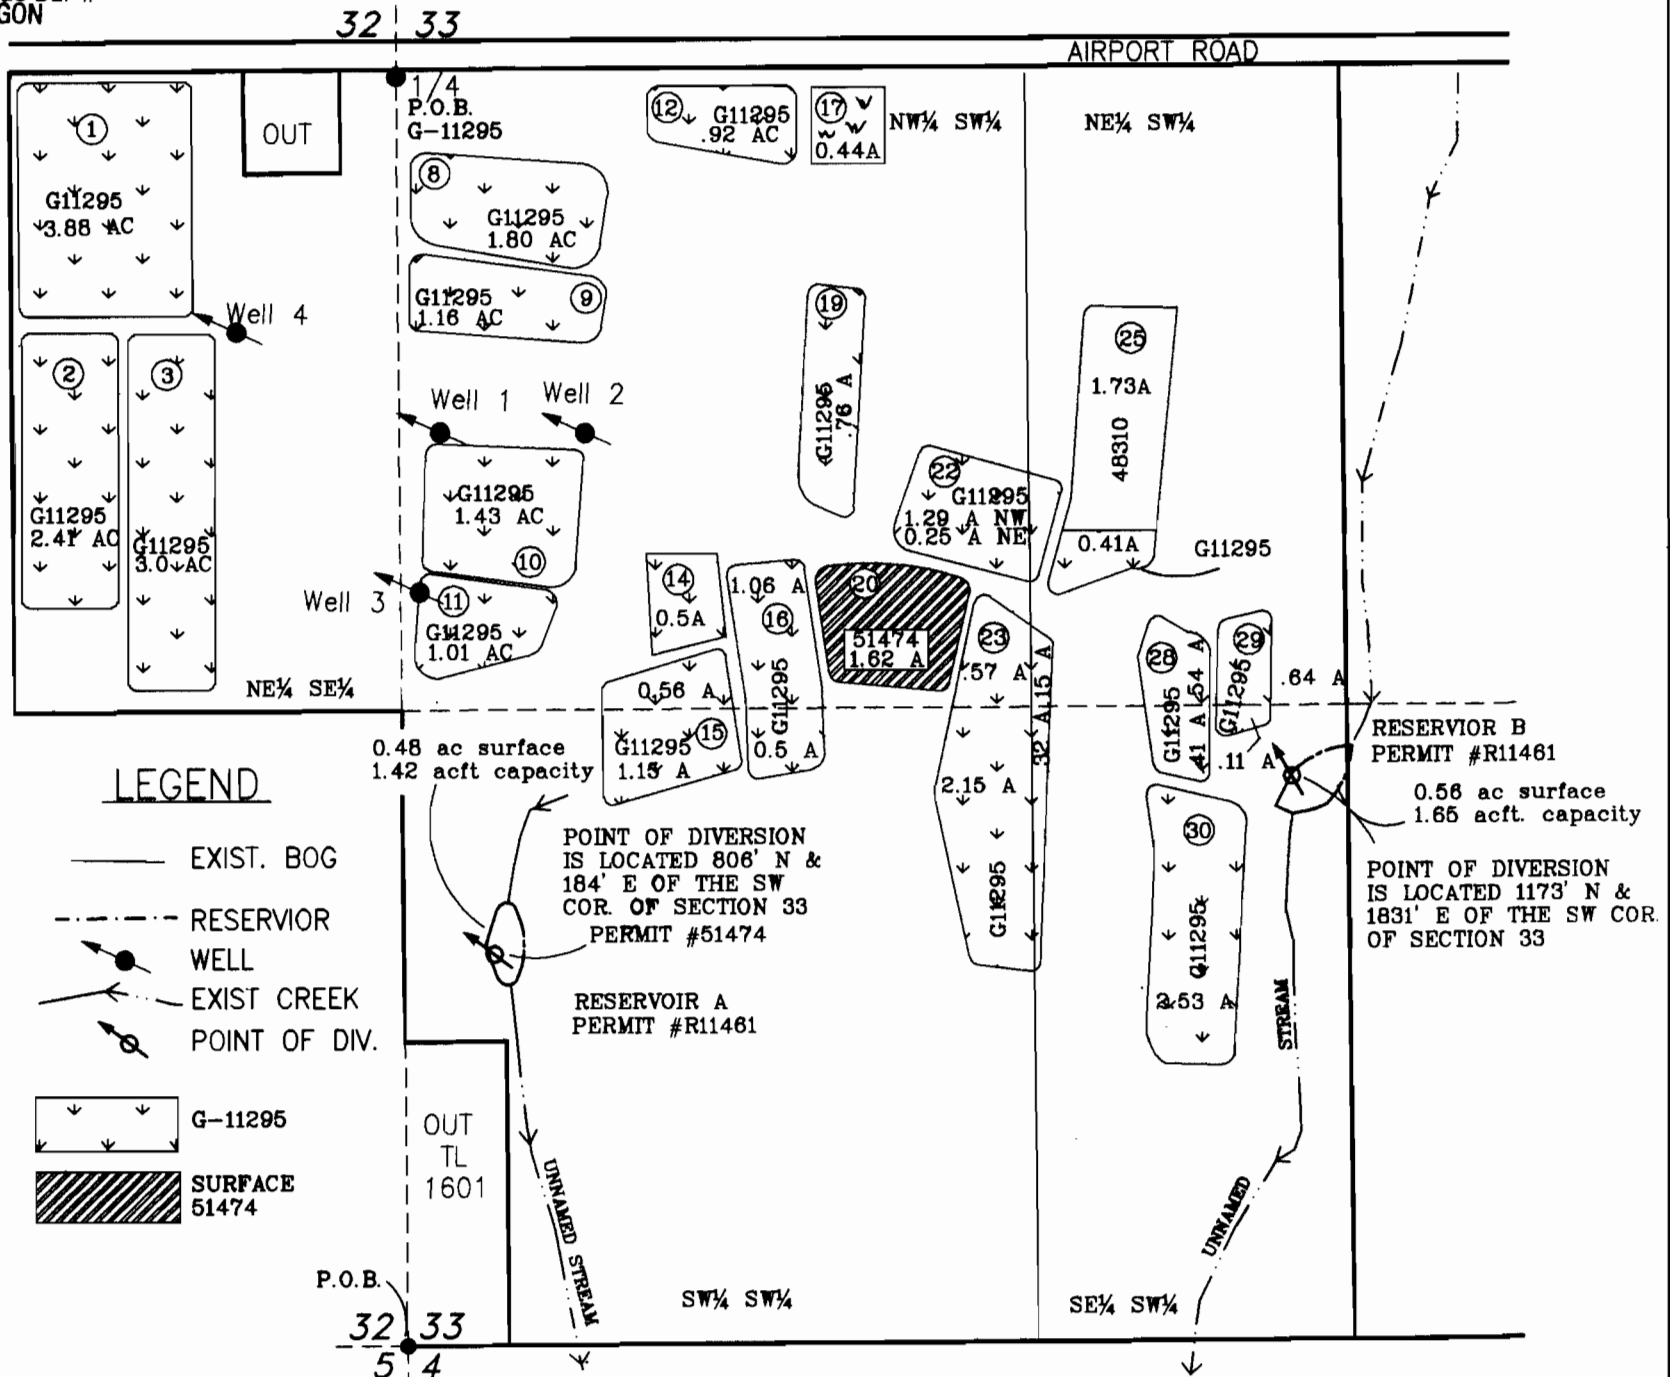 GON
32 33
AIRPORT ROAD
1/4
P.O.B.
G-11295
OUT
1
G11295
3.88 AC
8
G11295
1.80 AC
12
G11295
.92 AC
17
0.44A
NW¼ SW¼
NE¼ SW¼
G11295
1.16 AC
9
19
G11295
.76 A
25
1.73A
48310
Well 4
2
G11295
2.41 AC
3
G11295
3.0 AC
Well 1
Well 2
G11295
1.43 AC
10
22
G11295
1.29 A NW
0.25 A NE
0.41A
G11295
Well 3
11
G11295
1.01 AC
14
0.5A
1.06 A
16
G11295
0.5 A
20
51474
1.62 A
23
.57 A
.15 A
.32 A
2.15 A
G11295
28
G11295
.54 A
.41 A
29
G11295
.64 A
.11 A
NE¼ SE¼
0.56 A
15
G11295
1.15 A
0.48 ac surface
1.42 acft capacity
RESERVIOR B
PERMIT #R11461
0.56 ac surface
1.65 acft. capacity
LEGEND
EXIST. BOG
RESERVIOR
WELL
EXIST CREEK
POINT OF DIV.
G-11295
SURFACE
51474
POINT OF DIVERSION
IS LOCATED 806' N &
184' E OF THE SW
COR. OF SECTION 33
PERMIT #51474
RESERVOIR A
PERMIT #R11461
30
G11295
2.53 A
POINT OF DIVERSION
IS LOCATED 1173' N &
1831' E OF THE SW COR.
OF SECTION 33
STREAM
UNNAMED
OUT
TL
1601
UNNAMED STREAM
P.O.B.
SW¼ SW¼
SE¼ SW¼
32 33
5 4